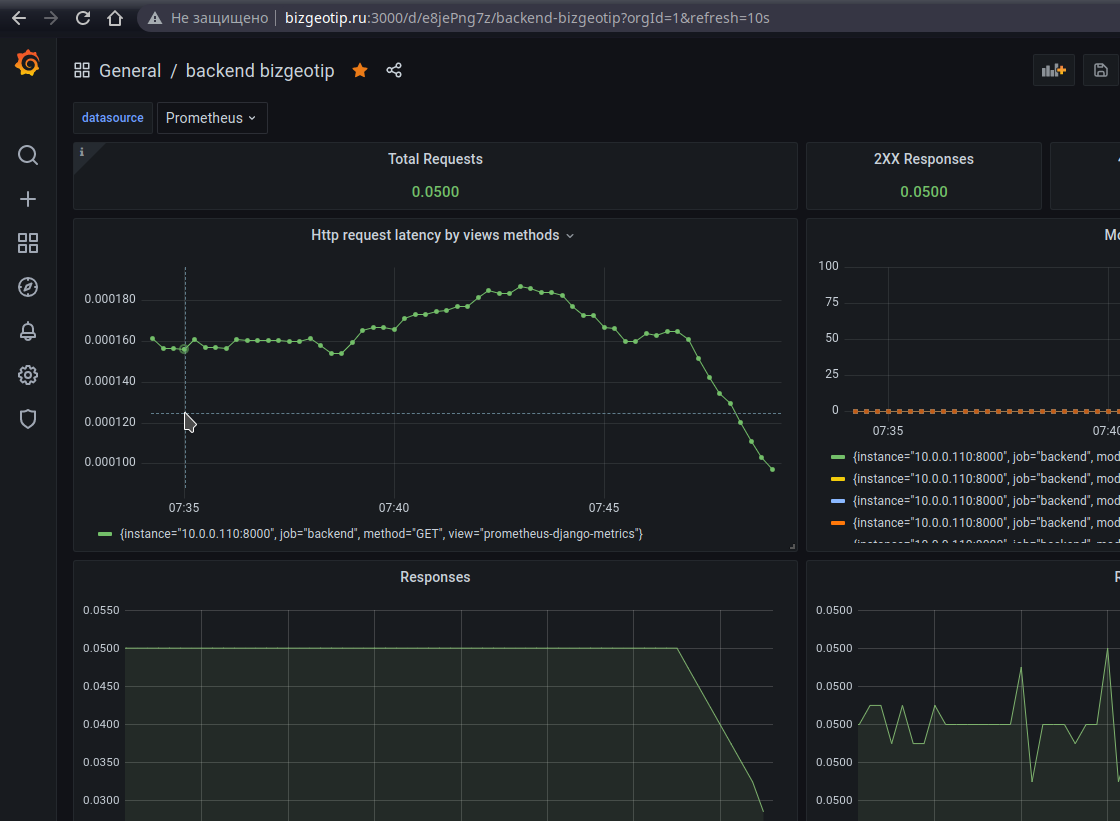 Не защищено bizgeotip.ru:3000/d/e8jePng7z/backend-bizgeotip?orgId=1&refresh=10s
General / backend bizgeotip
datasource Prometheus
i
Total Requests
0.0500
2XX Responses
0.0500
Http request latency by views methods
0.000180
0.000160
0.000140
0.000120
0.000100
07:35 07:40 07:45
{instance="10.0.0.110:8000", job="backend", method="GET", view="prometheus-django-metrics"}
100
75
50
25
0
07:35 07:40
{instance="10.0.0.110:8000", job="backend", mod
{instance="10.0.0.110:8000", job="backend", mod
{instance="10.0.0.110:8000", job="backend", mod
{instance="10.0.0.110:8000", job="backend", mod
Responses
0.0550
0.0500
0.0450
0.0400
0.0350
0.0300
0.0500
0.0500
0.0500
0.0500
0.0500
0.0500